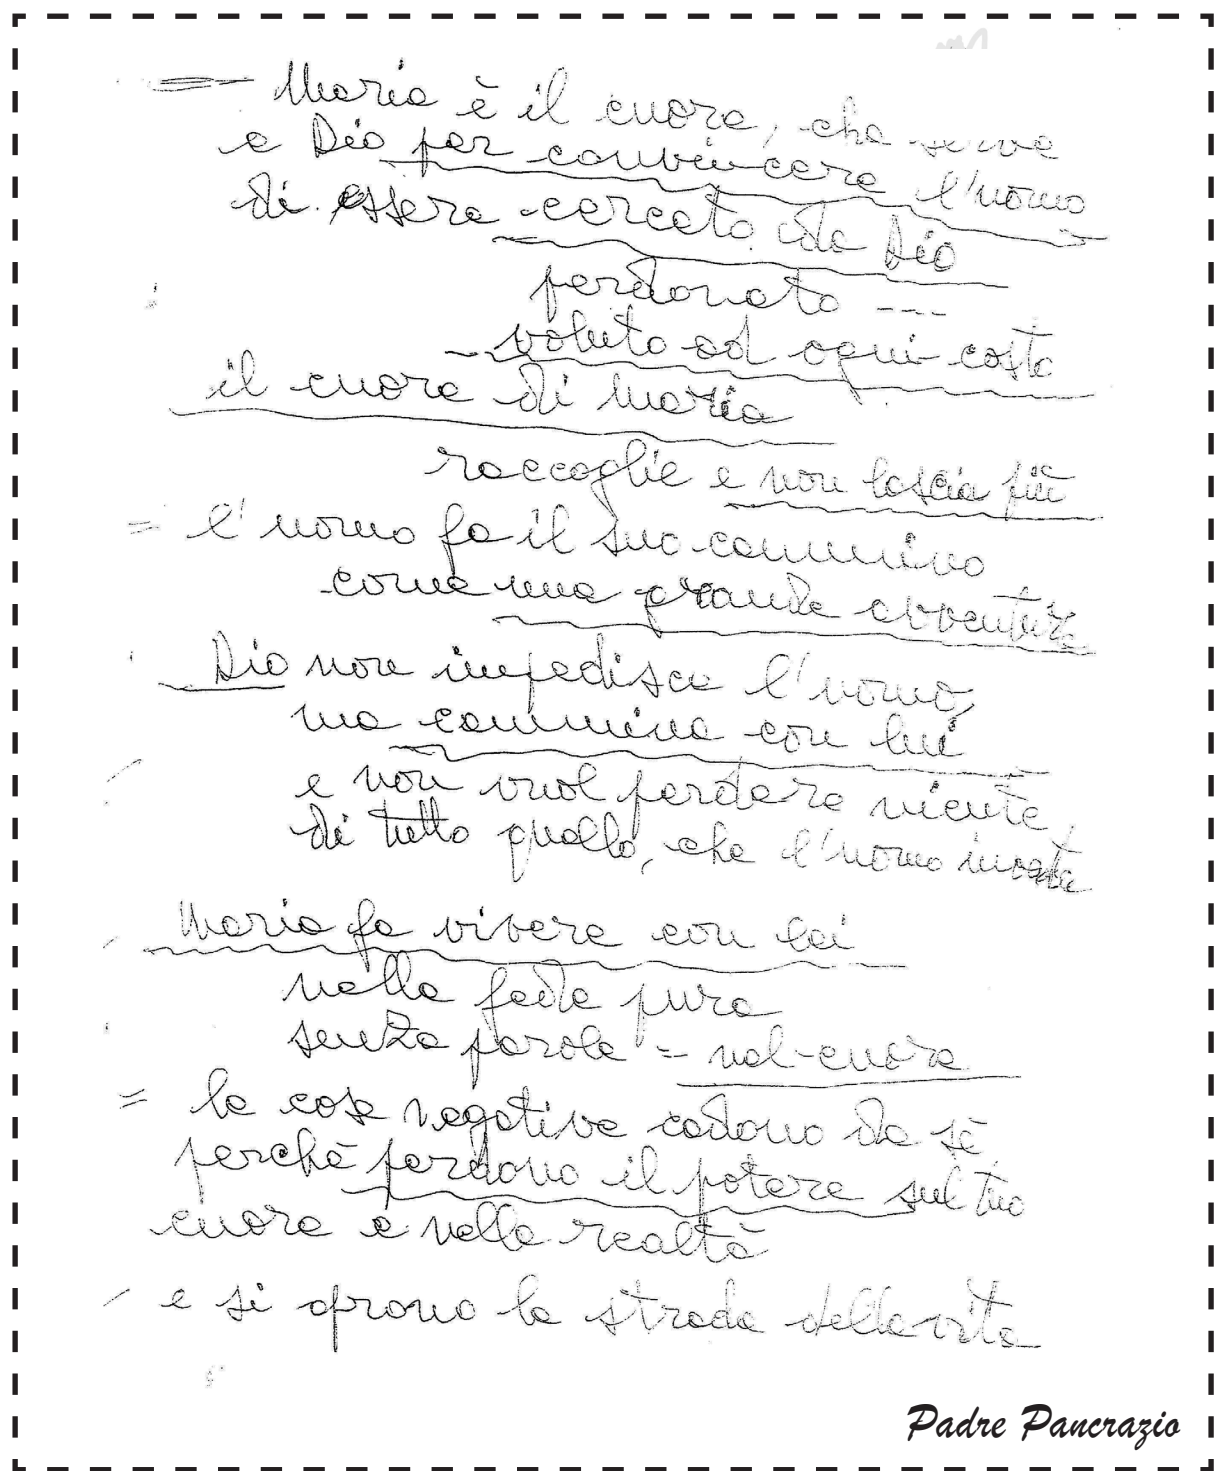 = Maria è il cuore, che serve
a Dio per convincere l'uomo
di essere cercato da Dio
perdonato ---
voluto ad ogni costo
il cuore di Maria
raccoglie e non lascia più
= l'uomo fa il suo cammino
come una grande avventura
Dio non impedisce l'uomo,
ma cammina con lui
e non vuol perdere niente
di tutto quello, che l'uomo
Maria fa vivere con lei
nella fede pura
senza parole = nel cuore
= le cose negative cadono da sé
perchè perdono il potere sul tuo
cuore e nella realtà
e si aprono le strade della vita
Padre Pancrazio